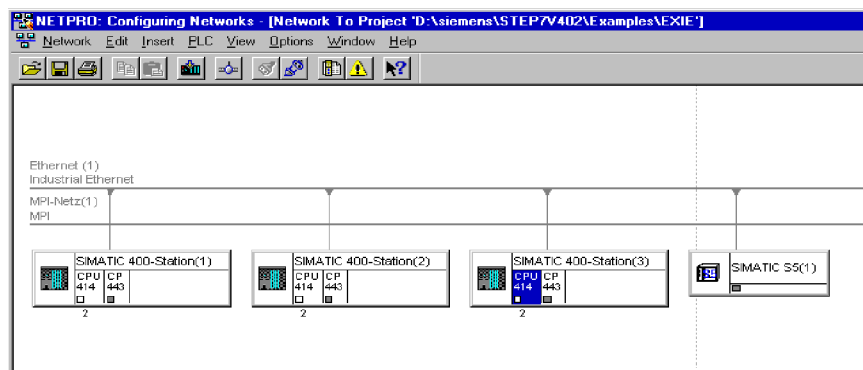 NETPRO: Configuring Networks - [Network To Project 'D:\siemens\STEP7V402\Examples\EXIE']
Network Edit Insert PLC View Options Window Help
Ethernet (1)
Industrial Ethernet
MPI-Netz(1)
MPI
SIMATIC 400-Station(1)
CPU CP
414 443
2
SIMATIC 400-Station(2)
CPU CP
414 443
2
SIMATIC 400-Station(3)
CPU CP
414 443
2
SIMATIC S5(1)